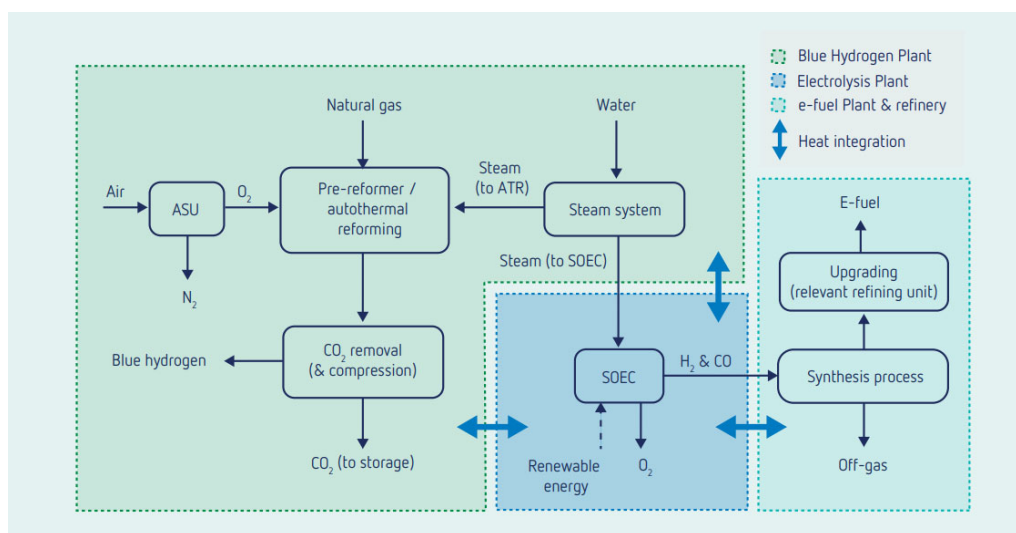 Blue Hydrogen Plant
Electrolysis Plant
e-fuel Plant & refinery
Heat integration
Natural gas
Water
Air
ASU
O₂
Pre-reformer /
autothermal
reforming
Steam
(to ATR)
Steam system
N₂
Steam (to SOEC)
Blue hydrogen
CO₂ removal
(& compression)
CO₂ (to storage)
SOEC
H₂ & CO
Renewable
energy
O₂
E-fuel
Upgrading
(relevant refining unit)
Synthesis process
Off-gas